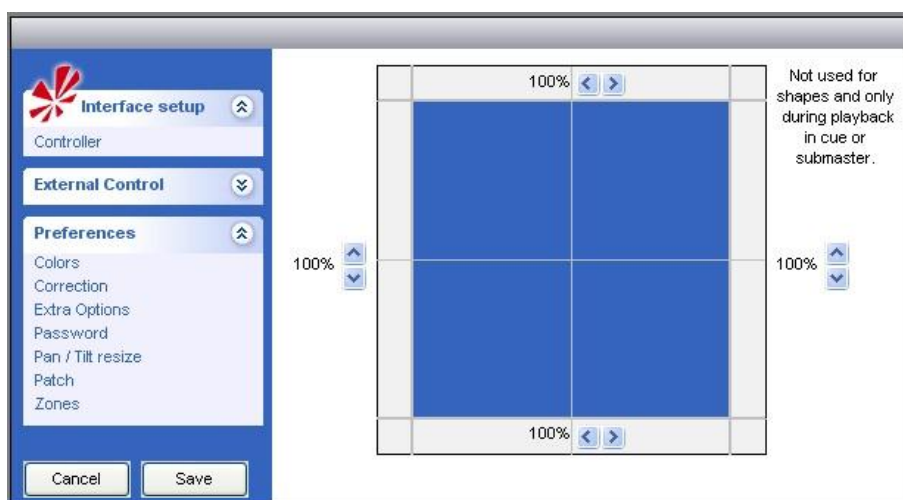 Interface setup
Controller
External Control
Preferences
Colors
Correction
Extra Options
Password
Pan / Tilt resize
Patch
Zones
Cancel Save
100%
100%
100%
100%
Not used for
shapes and only
during playback
in cue or
submaster.